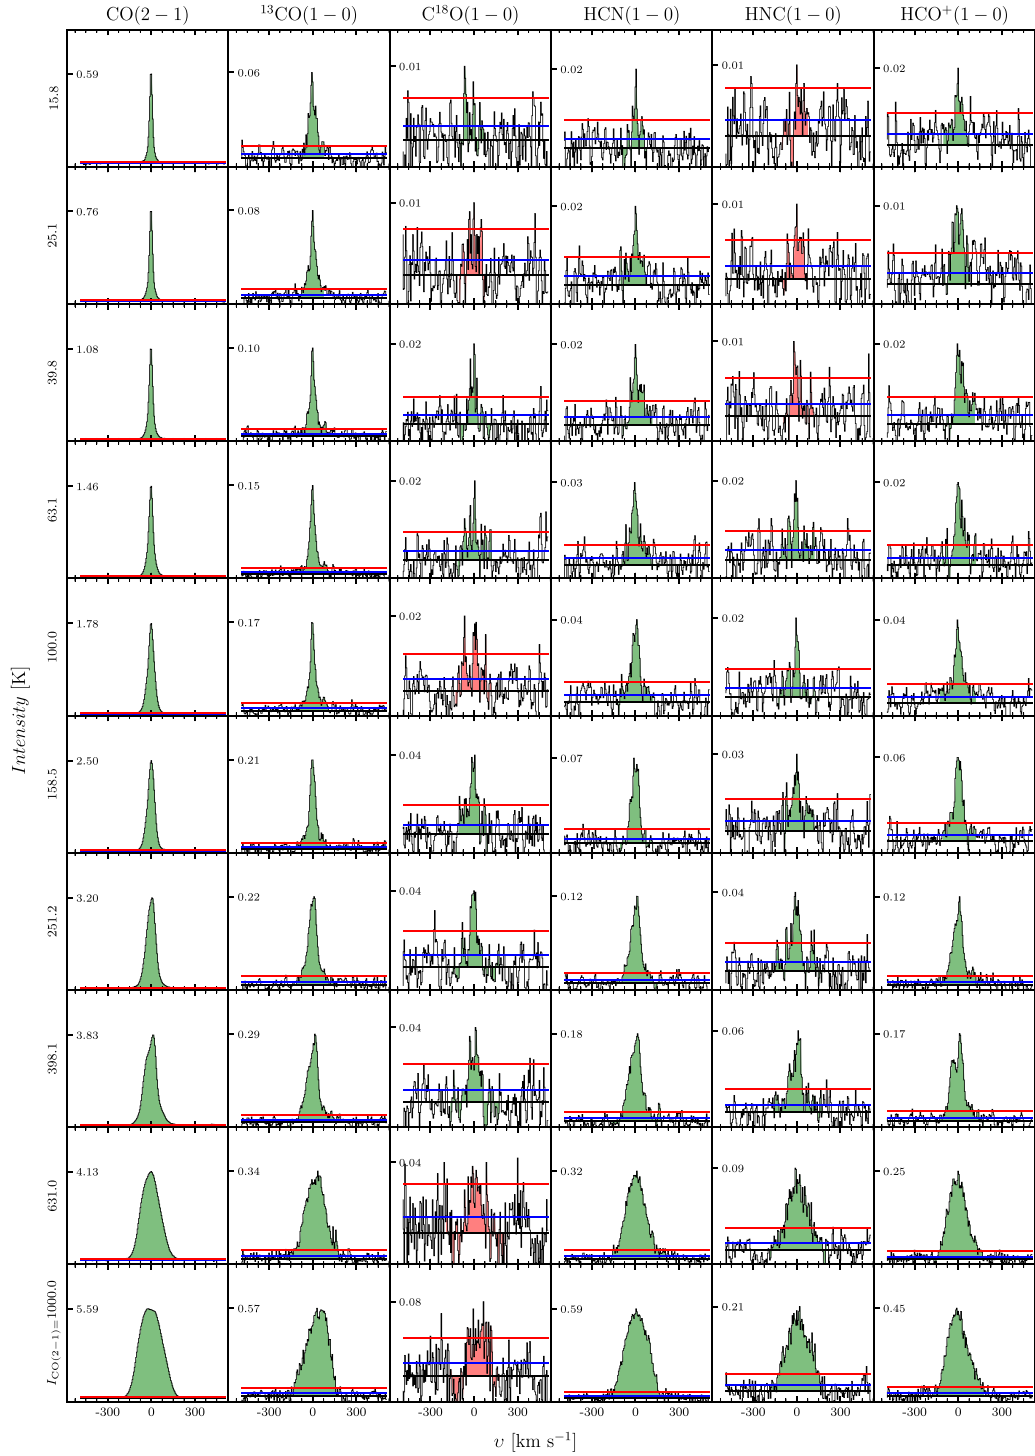 CO(2 − 1) ¹³CO(1 − 0) C¹⁸O(1 − 0) HCN(1 − 0) HNC(1 − 0) HCO⁺(1 − 0)
15.8 0.59 0.06 0.01 0.02 0.01 0.02
25.1 0.76 0.08 0.01 0.02 0.01 0.01
39.8 1.08 0.10 0.02 0.02 0.01 0.02
63.1 1.46 0.15 0.02 0.03 0.02 0.02
100.0 1.78 0.17 0.02 0.04 0.02 0.04
Intensity [K]
158.5 2.50 0.21 0.04 0.07 0.03 0.06
251.2 3.20 0.22 0.04 0.12 0.04 0.12
398.1 3.83 0.29 0.04 0.18 0.06 0.17
631.0 4.13 0.34 0.04 0.32 0.09 0.25
I_CO(2−1)=1000.0 5.59 0.57 0.08 0.59 0.21 0.45
-300 0 300 -300 0 300 -300 0 300 -300 0 300 -300 0 300 -300 0 300
v [km s⁻¹]